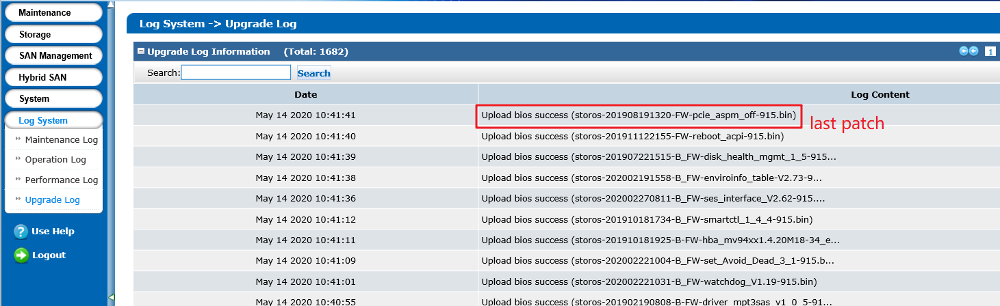 Maintenance
Storage
SAN Management
Hybrid SAN
System
Log System
Maintenance Log
Operation Log
Performance Log
Upgrade Log
Use Help
Logout
Log System -> Upgrade Log
Upgrade Log Information (Total: 1682)
1
Search: Search
Date Log Content
May 14 2020 10:41:41 Upload bios success (storos-201908191320-FW-pcie_aspm_off-915.bin) last patch
May 14 2020 10:41:40 Upload bios success (storos-201911122155-FW-reboot_acpi-915.bin)
May 14 2020 10:41:39 Upload bios success (storos-201907221515-B_FW-disk_health_mgmt_1_5-915...
May 14 2020 10:41:38 Upload bios success (storos-202002191558-B_FW-enviroinfo_table-V2.73-9...
May 14 2020 10:41:36 Upload bios success (storos-202002270811-B_FW-ses_interface_V2.62-915....
May 14 2020 10:41:12 Upload bios success (storos-201910181734-B_FW-smartctl_1_4_4-915.bin)
May 14 2020 10:41:11 Upload bios success (storos-201910181925-B-FW-hba_mv94xx1.4.20M18-34_e...
May 14 2020 10:41:09 Upload bios success (storos-202002221004-B_FW-set_Avoid_Dead_3_1-915.b...
May 14 2020 10:41:01 Upload bios success (storos-202002221031-B_FW-watchdog_V1.19-915.bin)
May 14 2020 10:40:55 Upload bios success (storos-201902190808-B-FW-driver_mpt3sas_v1_0_5-91...